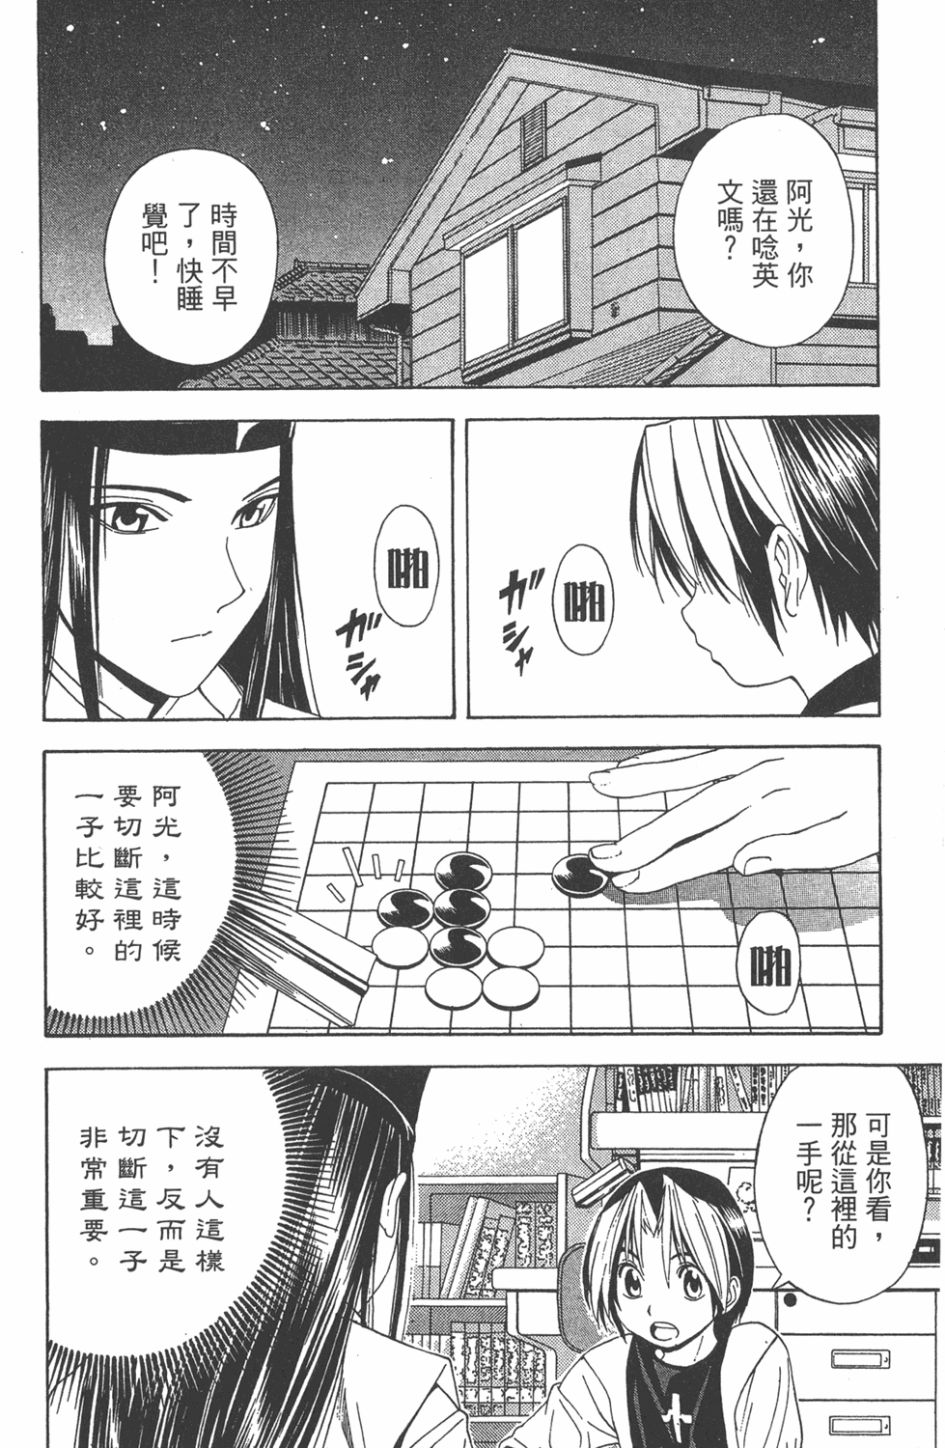 阿光，你
還在唸英
文嗎？
時間不早
了，快睡
覺吧！
啪
ガシャ
啪
ガシャ
啪
阿光，這時候
要切斷這裡的
一子比較好。
可是你看，
那從這裡的
一手呢？
沒有人這樣
下，反而是
切斷這一子
非常重要。